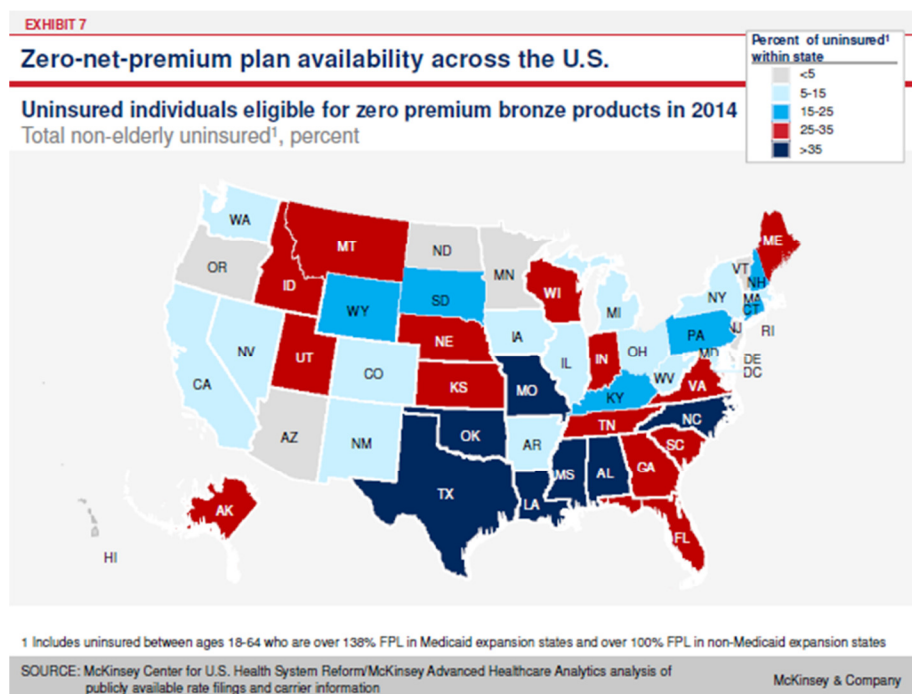 EXHIBIT 7
Zero-net-premium plan availability across the U.S.
Percent of uninsured¹
within state
<5
5-15
15-25
25-35
>35
Uninsured individuals eligible for zero premium bronze products in 2014
Total non-elderly uninsured¹, percent
WA
MT
ND
MN
ME
VT
NH
OR
ID
WY
SD
WI
MI
NY
MA
CT
RI
NV
UT
NE
IA
IL
IN
OH
PA
NJ
MD
DE
DC
CA
CO
KS
MO
KY
WV
VA
AZ
NM
OK
AR
TN
NC
SC
TX
LA
MS
AL
GA
FL
AK
HI
1 Includes uninsured between ages 18-64 who are over 138% FPL in Medicaid expansion states and over 100% FPL in non-Medicaid expansion states
SOURCE: McKinsey Center for U.S. Health System Reform/McKinsey Advanced Healthcare Analytics analysis of
publicly available rate filings and carrier information
McKinsey & Company